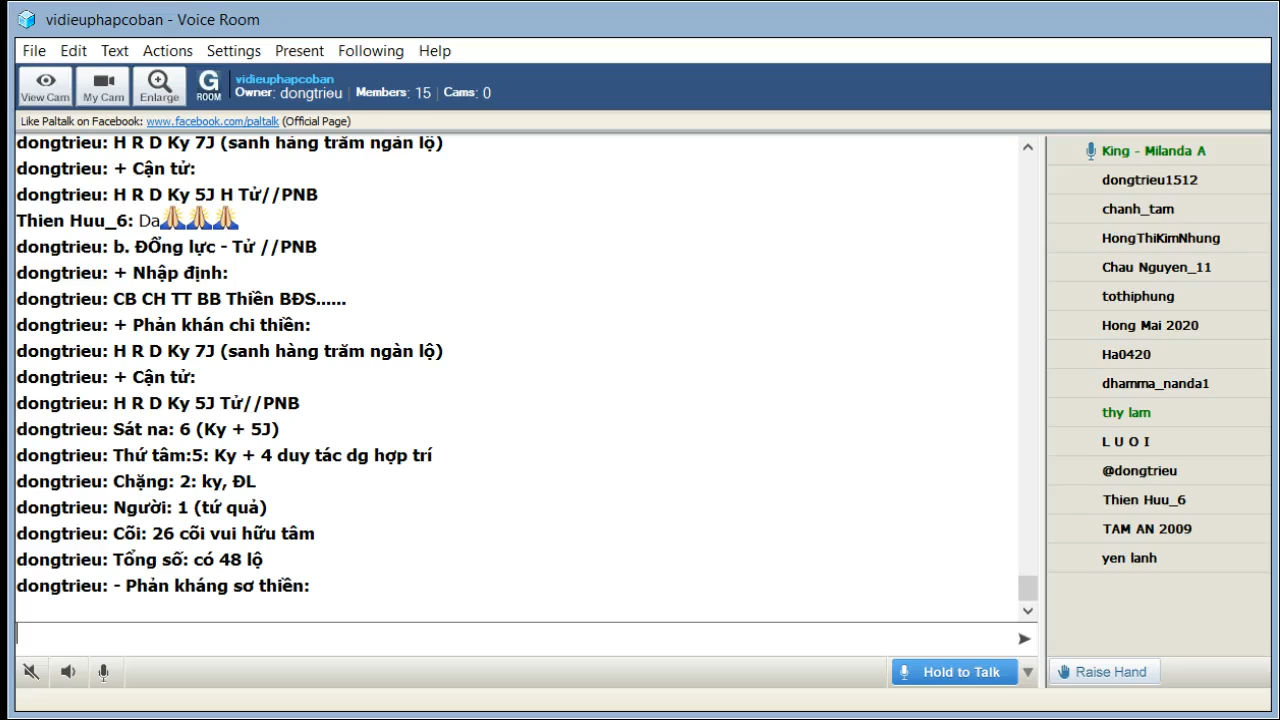 vidieuphapcoban - Voice Room
File Edit Text Actions Settings Present Following Help
View Cam My Cam Enlarge G ROOM vidieuphapcoban
Owner: dongtrieu | Members: 15 | Cams: 0
Like Paltalk on Facebook: www.facebook.com/paltalk (Official Page)
dongtrieu: H R D Ky 7J (sanh hàng trăm ngàn lộ)
dongtrieu: + Cận tử:
dongtrieu: H R D Ky 5J H Tử//PNB
Thien Huu_6: Da
dongtrieu: b. ĐỔng lực - Tử //PNB
dongtrieu: + Nhập định:
dongtrieu: CB CH TT BB Thiền BĐS......
dongtrieu: + Phản khán chi thiền:
dongtrieu: H R D Ky 7J (sanh hàng trăm ngàn lộ)
dongtrieu: + Cận tử:
dongtrieu: H R D Ky 5J Tử//PNB
dongtrieu: Sát na: 6 (Ky + 5J)
dongtrieu: Thứ tâm:5: Ky + 4 duy tác dg hợp trí
dongtrieu: Chặng: 2: ky, ĐL
dongtrieu: Người: 1 (tứ quả)
dongtrieu: Cõi: 26 cõi vui hữu tâm
dongtrieu: Tổng số: có 48 lộ
dongtrieu: - Phản kháng sơ thiền:
King - Milanda A
dongtrieu1512
chanh_tam
HongThiKimNhung
Chau Nguyen_11
tothiphung
Hong Mai 2020
Ha0420
dhamma_nanda1
thy lam
L U O I
@dongtrieu
Thien Huu_6
TAM AN 2009
yen lanh
Hold to Talk
Raise Hand